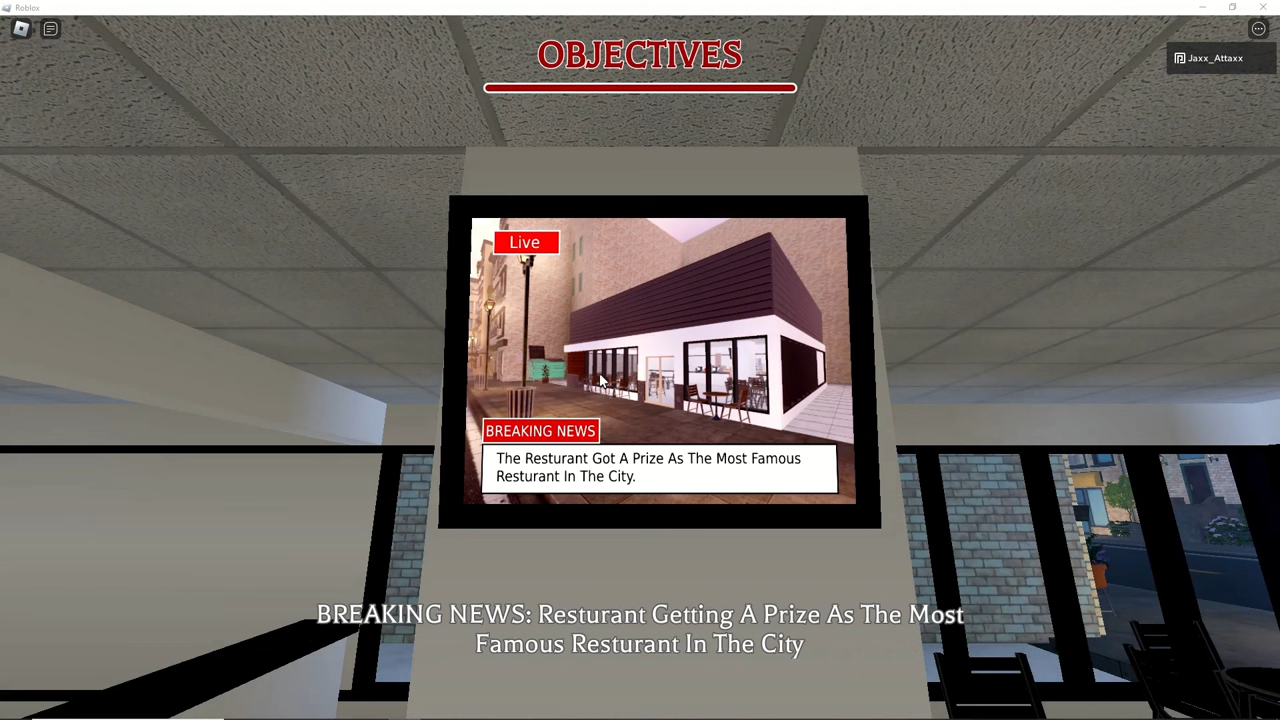 Roblox
OBJECTIVES
Jaxx_Attaxx
Live
BREAKING NEWS
The Resturant Got A Prize As The Most Famous
Resturant In The City.
BREAKING NEWS: Resturant Getting A Prize As The Most
Famous Resturant In The City